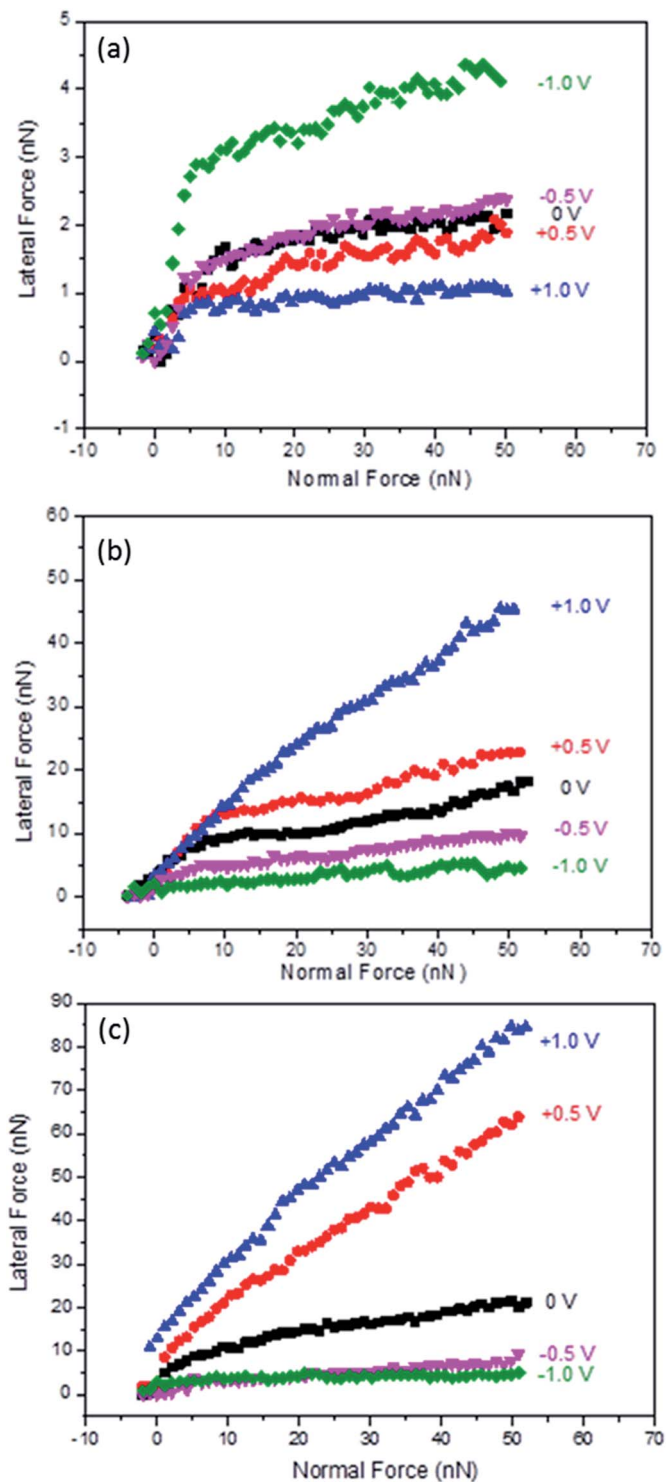 (a)
5
4
3
2
1
0
-1
Lateral Force (nN)
-1.0 V
-0.5 V
0 V
+0.5 V
+1.0 V
-10 0 10 20 30 40 50 60 70
Normal Force (nN)
(b)
60
50
40
30
20
10
0
Lateral Force (nN)
+1.0 V
+0.5 V
0 V
-0.5 V
-1.0 V
-10 0 10 20 30 40 50 60 70
Normal Force (nN)
(c)
90
80
70
60
50
40
30
20
10
0
Lateral Force (nN)
+1.0 V
+0.5 V
0 V
-0.5 V
-1.0 V
-10 0 10 20 30 40 50 60 70
Normal Force (nN)